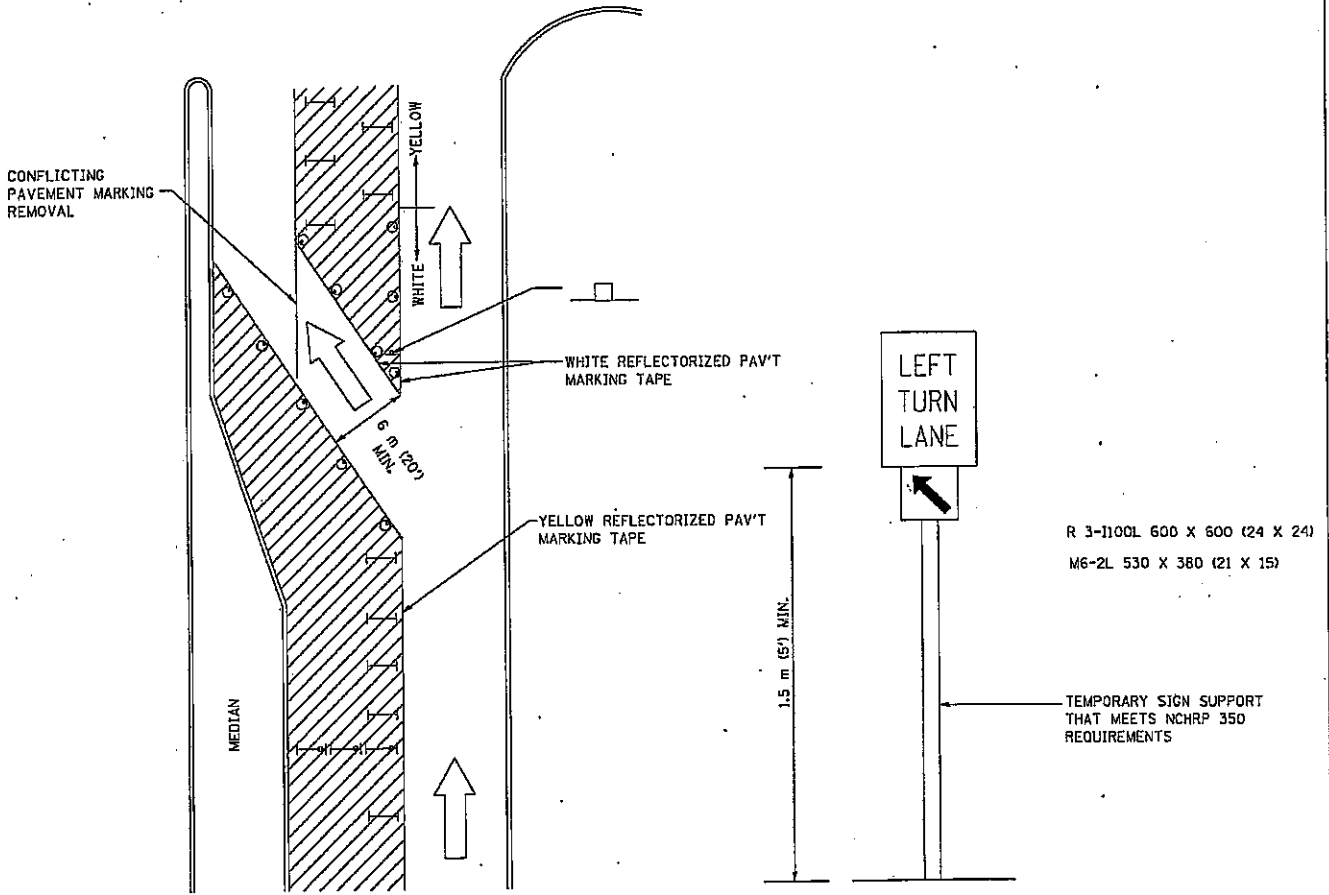 CONFLICTING
PAVEMENT MARKING
REMOVAL
YELLOW
WHITE
WHITE REFLECTORIZED PAV'T
MARKING TAPE
6 m (20')
MIN.
YELLOW REFLECTORIZED PAV'T
MARKING TAPE
MEDIAN
LEFT
TURN
LANE
1.5 m (5') MIN.
R 3-I100L 600 X 600 (24 X 24)
M6-2L 530 X 380 (21 X 15)
TEMPORARY SIGN SUPPORT
THAT MEETS NCHRP 350
REQUIREMENTS